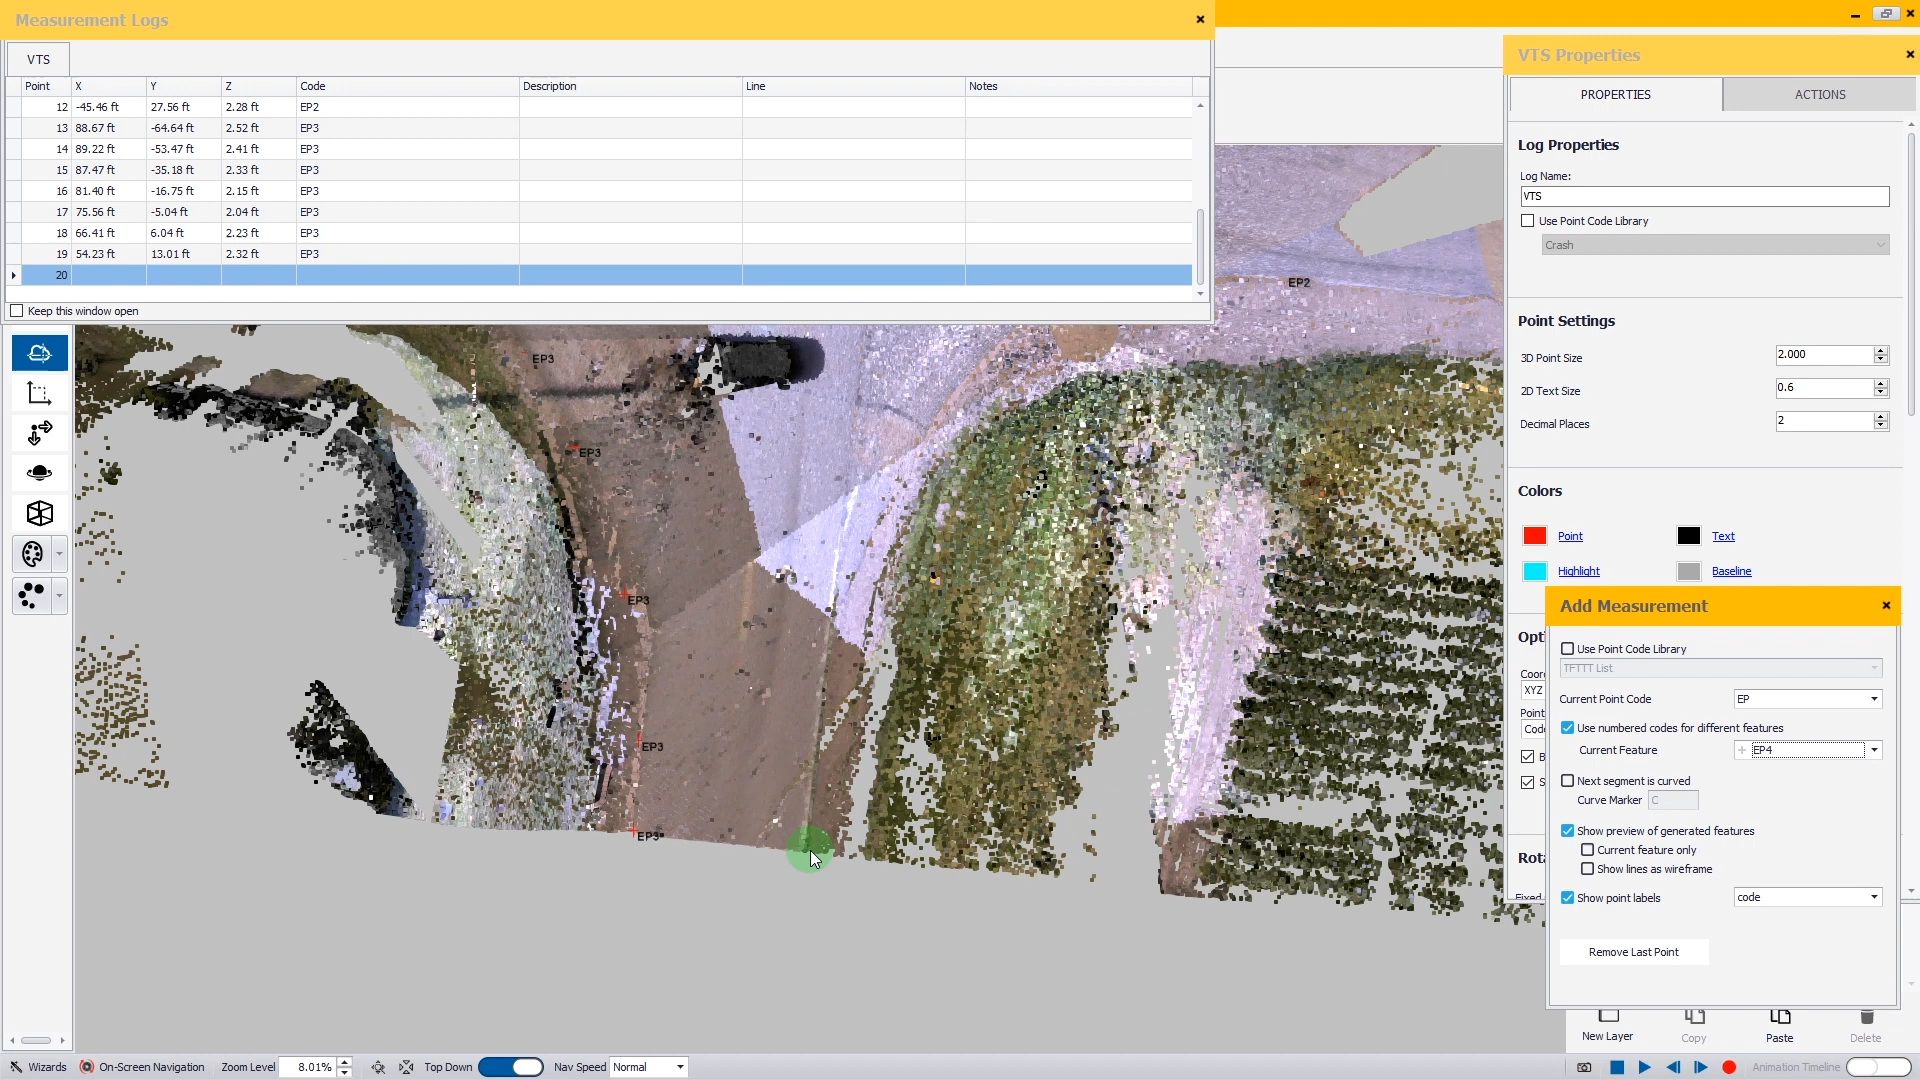 Measurement Logs
VTS
Point X Y Z Code Description Line Notes
12 -45.46 ft 27.56 ft 2.28 ft EP2
13 88.67 ft -64.64 ft 2.52 ft EP3
14 89.22 ft -53.47 ft 2.41 ft EP3
15 87.47 ft -35.18 ft 2.33 ft EP3
16 81.40 ft -16.75 ft 2.15 ft EP3
17 75.56 ft -5.04 ft 2.04 ft EP3
18 66.41 ft 6.04 ft 2.23 ft EP3
19 54.23 ft 13.01 ft 2.32 ft EP3
20
Keep this window open
EP2
EP3
EP3
EP3
EP3
EP3
VTS Properties
PROPERTIES ACTIONS
Log Properties
Log Name:
VTS
Use Point Code Library
Crash
Point Settings
3D Point Size 2.000
2D Text Size 0.6
Decimal Places 2
Colors
Point Text
Highlight Baseline
Opti
Coor
XYZ
Point
Code
B
S
Rota
Fixed
Add Measurement
Use Point Code Library
TFTTT List
Current Point Code EP
Use numbered codes for different features
Current Feature EP4
Next segment is curved
Curve Marker C
Show preview of generated features
Current feature only
Show lines as wireframe
Show point labels code
Remove Last Point
New Layer Copy Paste Delete
Wizards On-Screen Navigation Zoom Level 8.01% Top Down Nav Speed Normal Animation Timeline